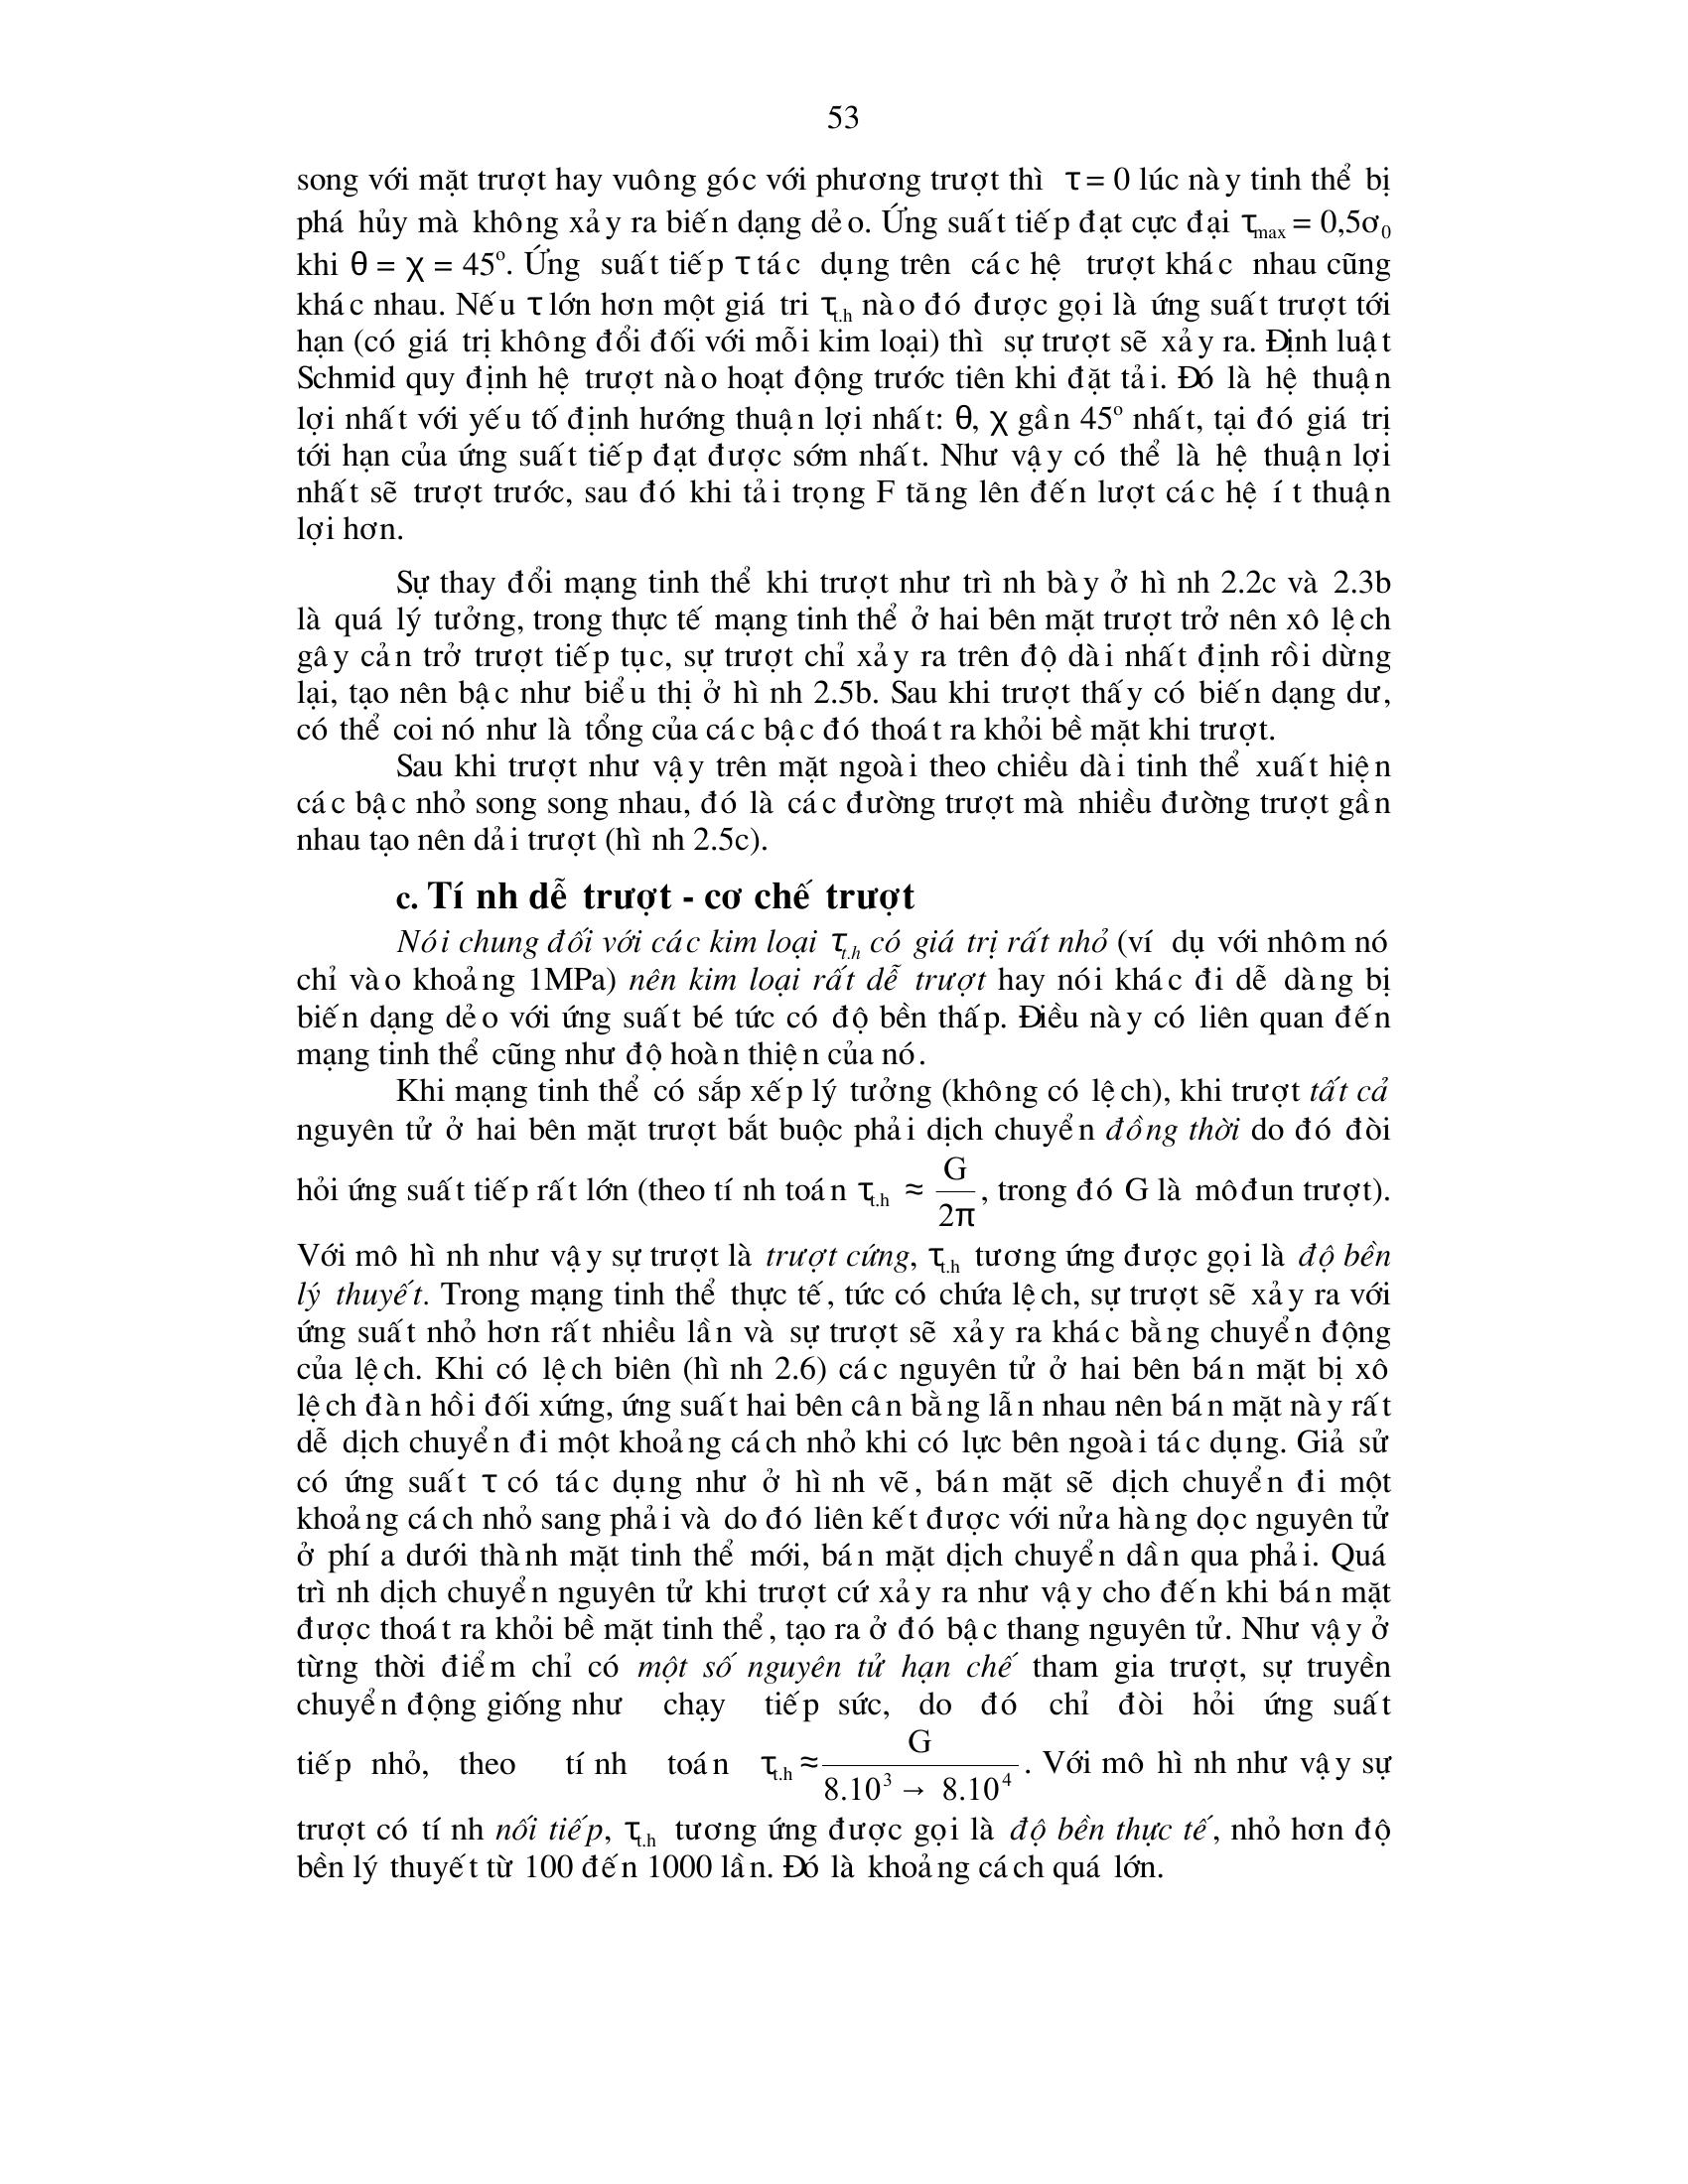 53
song với mặt trượt hay vuông góc với phương trượt thì τ = 0 lúc này tinh thể bị
phá hủy mà không xảy ra biến dạng dẻo. Ứng suất tiếp đạt cực đại τmax = 0,5σ0
khi θ = χ = 45º. Ứng suất tiếp τ tác dụng trên các hệ trượt khác nhau cũng
khác nhau. Nếu τ lớn hơn một giá tri τt.h nào đó được gọi là ứng suất trượt tới
hạn (có giá trị không đổi đối với mỗi kim loại) thì sự trượt sẽ xảy ra. Định luật
Schmid quy định hệ trượt nào hoạt động trước tiên khi đặt tải. Đó là hệ thuận
lợi nhất với yếu tố định hướng thuận lợi nhất: θ, χ gần 45º nhất, tại đó giá trị
tới hạn của ứng suất tiếp đạt được sớm nhất. Như vậy có thể là hệ thuận lợi
nhất sẽ trượt trước, sau đó khi tải trọng F tăng lên đến lượt các hệ ít thuận
lợi hơn.
Sự thay đổi mạng tinh thể khi trượt như trình bày ở hình 2.2c và 2.3b
là quá lý tưởng, trong thực tế mạng tinh thể ở hai bên mặt trượt trở nên xô lệch
gây cản trở trượt tiếp tục, sự trượt chỉ xảy ra trên độ dài nhất định rồi dừng
lại, tạo nên bậc như biểu thị ở hình 2.5b. Sau khi trượt thấy có biến dạng dư,
có thể coi nó như là tổng của các bậc đó thoát ra khỏi bề mặt khi trượt.
Sau khi trượt như vậy trên mặt ngoài theo chiều dài tinh thể xuất hiện
các bậc nhỏ song song nhau, đó là các đường trượt mà nhiều đường trượt gần
nhau tạo nên dải trượt (hình 2.5c).
c. Tính dễ trượt - cơ chế trượt
Nói chung đối với các kim loại τt.h có giá trị rất nhỏ (ví dụ với nhôm nó
chỉ vào khoảng 1MPa) nên kim loại rất dễ trượt hay nói khác đi dễ dàng bị
biến dạng dẻo với ứng suất bé tức có độ bền thấp. Điều này có liên quan đến
mạng tinh thể cũng như độ hoàn thiện của nó.
Khi mạng tinh thể có sắp xếp lý tưởng (không có lệch), khi trượt tất cả
nguyên tử ở hai bên mặt trượt bắt buộc phải dịch chuyển đồng thời do đó đòi
hỏi ứng suất tiếp rất lớn (theo tính toán τt.h ≈ G/2π, trong đó G là môđun trượt).
Với mô hình như vậy sự trượt là trượt cứng, τt.h tương ứng được gọi là độ bền
lý thuyết. Trong mạng tinh thể thực tế, tức có chứa lệch, sự trượt sẽ xảy ra với
ứng suất nhỏ hơn rất nhiều lần và sự trượt sẽ xảy ra khác bằng chuyển động
của lệch. Khi có lệch biên (hình 2.6) các nguyên tử ở hai bên bán mặt bị xô
lệch đàn hồi đối xứng, ứng suất hai bên cân bằng lẫn nhau nên bán mặt này rất
dễ dịch chuyển đi một khoảng cách nhỏ khi có lực bên ngoài tác dụng. Giả sử
có ứng suất τ có tác dụng như ở hình vẽ, bán mặt sẽ dịch chuyển đi một
khoảng cách nhỏ sang phải và do đó liên kết được với nửa hàng dọc nguyên tử
ở phía dưới thành mặt tinh thể mới, bán mặt dịch chuyển dần qua phải. Quá
trình dịch chuyển nguyên tử khi trượt cứ xảy ra như vậy cho đến khi bán mặt
được thoát ra khỏi bề mặt tinh thể, tạo ra ở đó bậc thang nguyên tử. Như vậy ở
từng thời điểm chỉ có một số nguyên tử hạn chế tham gia trượt, sự truyền
chuyển động giống như chạy tiếp sức, do đó chỉ đòi hỏi ứng suất
tiếp nhỏ, theo tính toán τt.h ≈ G/(8.10³ → 8.10⁴). Với mô hình như vậy sự
trượt có tính nối tiếp, τt.h tương ứng được gọi là độ bền thực tế, nhỏ hơn độ
bền lý thuyết từ 100 đến 1000 lần. Đó là khoảng cách quá lớn.